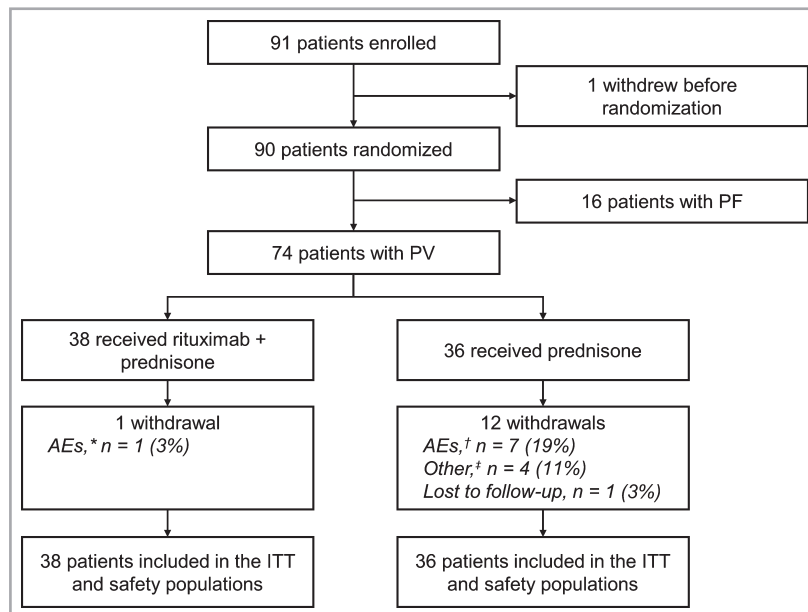 91 patients enrolled
1 withdrew before
randomization
90 patients randomized
16 patients with PF
74 patients with PV
38 received rituximab +
prednisone
36 received prednisone
1 withdrawal
AEs,* n = 1 (3%)
12 withdrawals
AEs,† n = 7 (19%)
Other,‡ n = 4 (11%)
Lost to follow-up, n = 1 (3%)
38 patients included in the ITT
and safety populations
36 patients included in the ITT
and safety populations